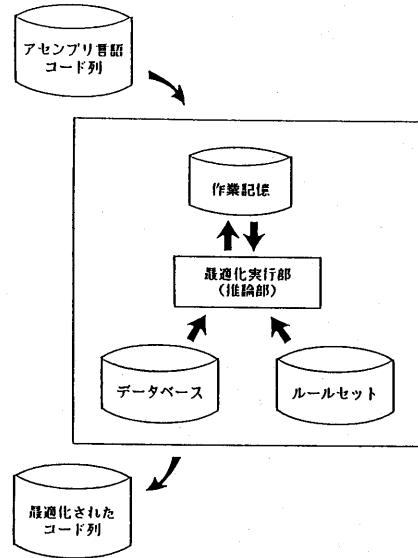 アセンブリ言語
コード列
作業記憶
最適化実行部
(推論部)
データベース
ルールセット
最適化された
コード列